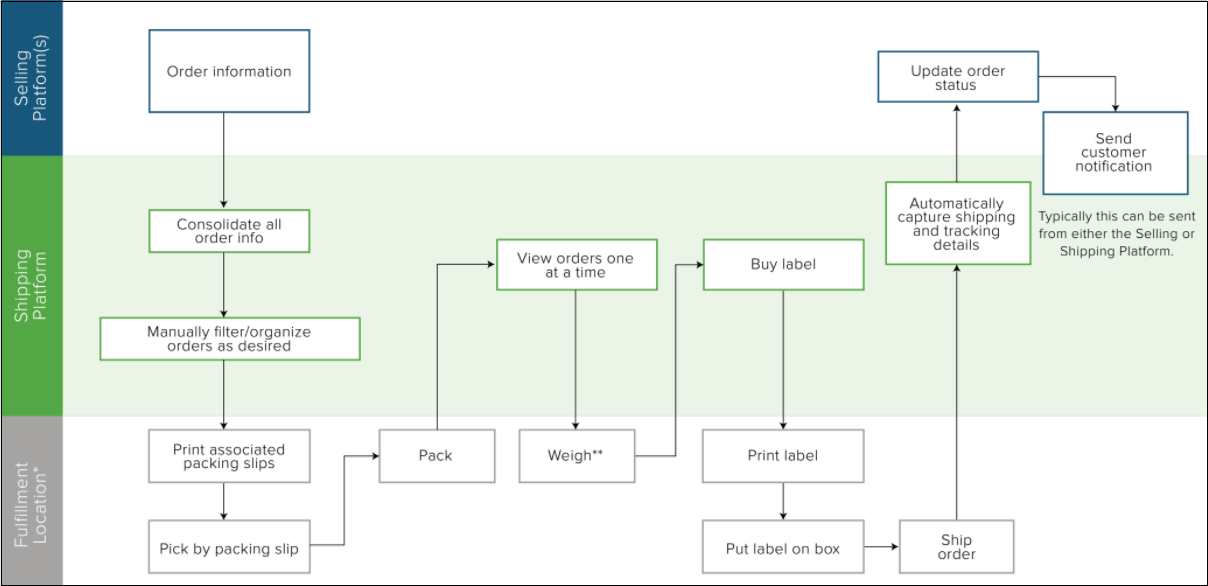 Selling
Platform(s)
Order information
Update order
status
Send
customer
notification
Typically this can be sent
from either the Selling or
Shipping Platform.
Shipping
Platform
Consolidate all
order info
Manually filter/organize
orders as desired
View orders one
at a time
Buy label
Automatically
capture shipping
and tracking
details
Fulfillment
Location*
Print associated
packing slips
Pick by packing slip
Pack
Weigh**
Print label
Put label on box
Ship
order